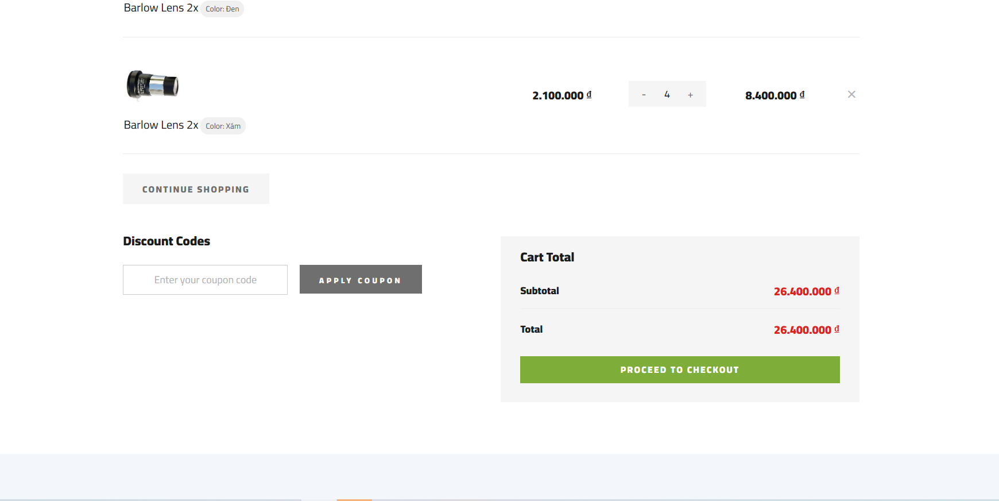 Barlow Lens 2x Color: Đen
2.100.000 ₫ - 4 + 8.400.000 ₫ ×
Barlow Lens 2x Color: Xám
CONTINUE SHOPPING
Discount Codes
Enter your coupon code
APPLY COUPON
Cart Total
Subtotal 26.400.000 ₫
Total 26.400.000 ₫
PROCEED TO CHECKOUT